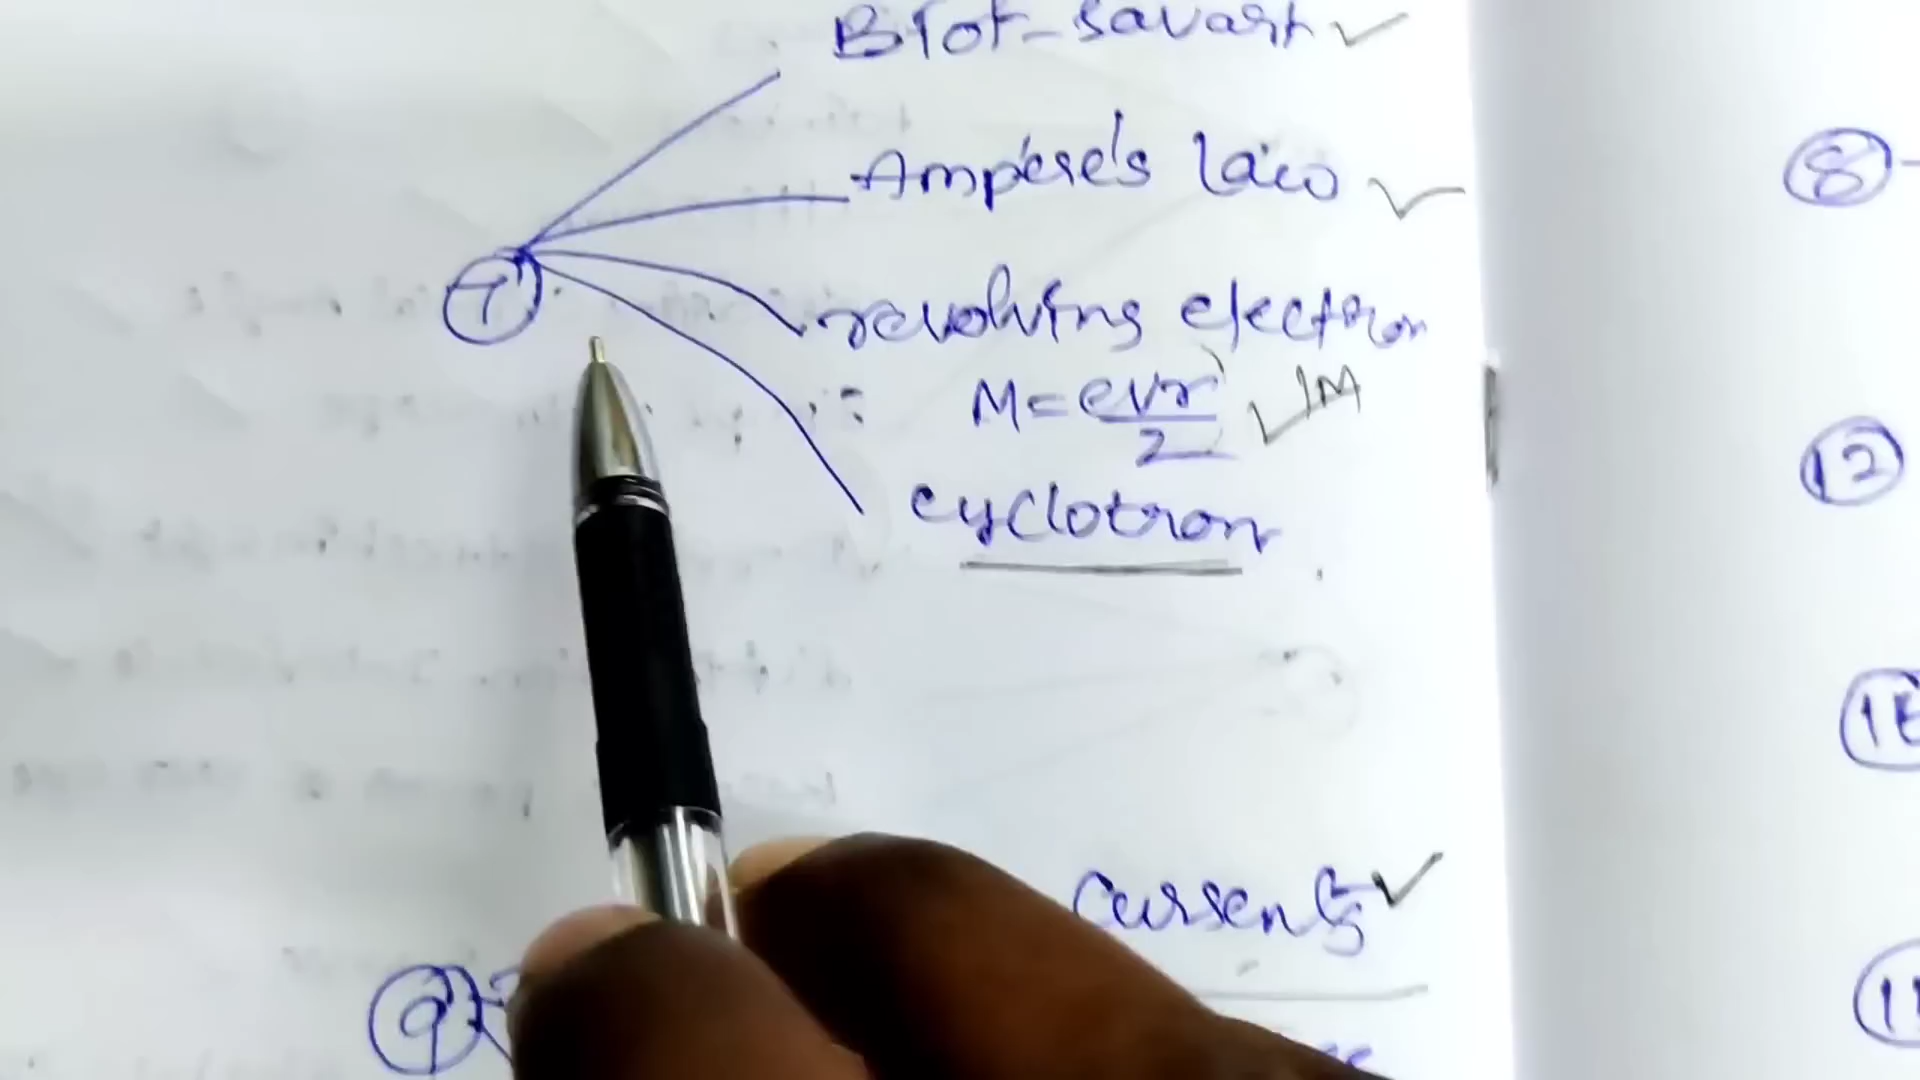 Biot-Savart ✓
Ampere's law ✓
7
revolving electron
M = evr/2 ✓ 1M
cyclotron
Currents ✓
9
8
12